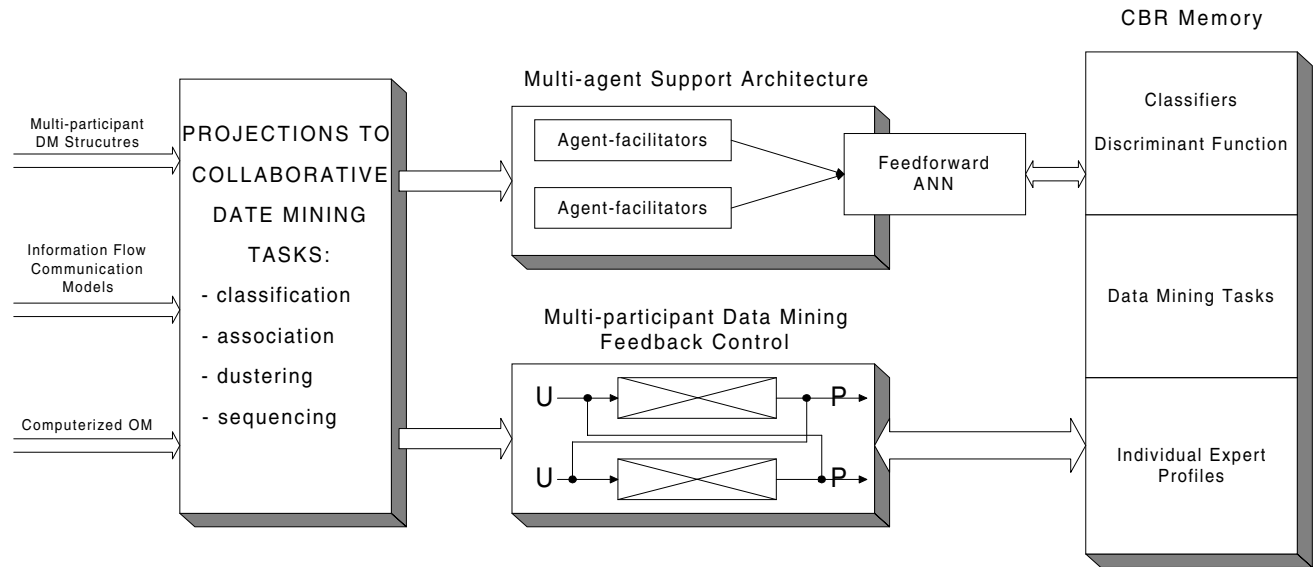 CBR Memory
Multi-participant
DM Strucutres
Information Flow
Communication
Models
Computerized OM
PROJECTIONS TO
COLLABORATIVE
DATE MINING
TASKS:
- classification
- association
- dustering
- sequencing
Multi-agent Support Architecture
Agent-facilitators
Agent-facilitators
Feedforward
ANN
Multi-participant Data Mining
Feedback Control
U
P
U
P
Classifiers
Discriminant Function
Data Mining Tasks
Individual Expert
Profiles